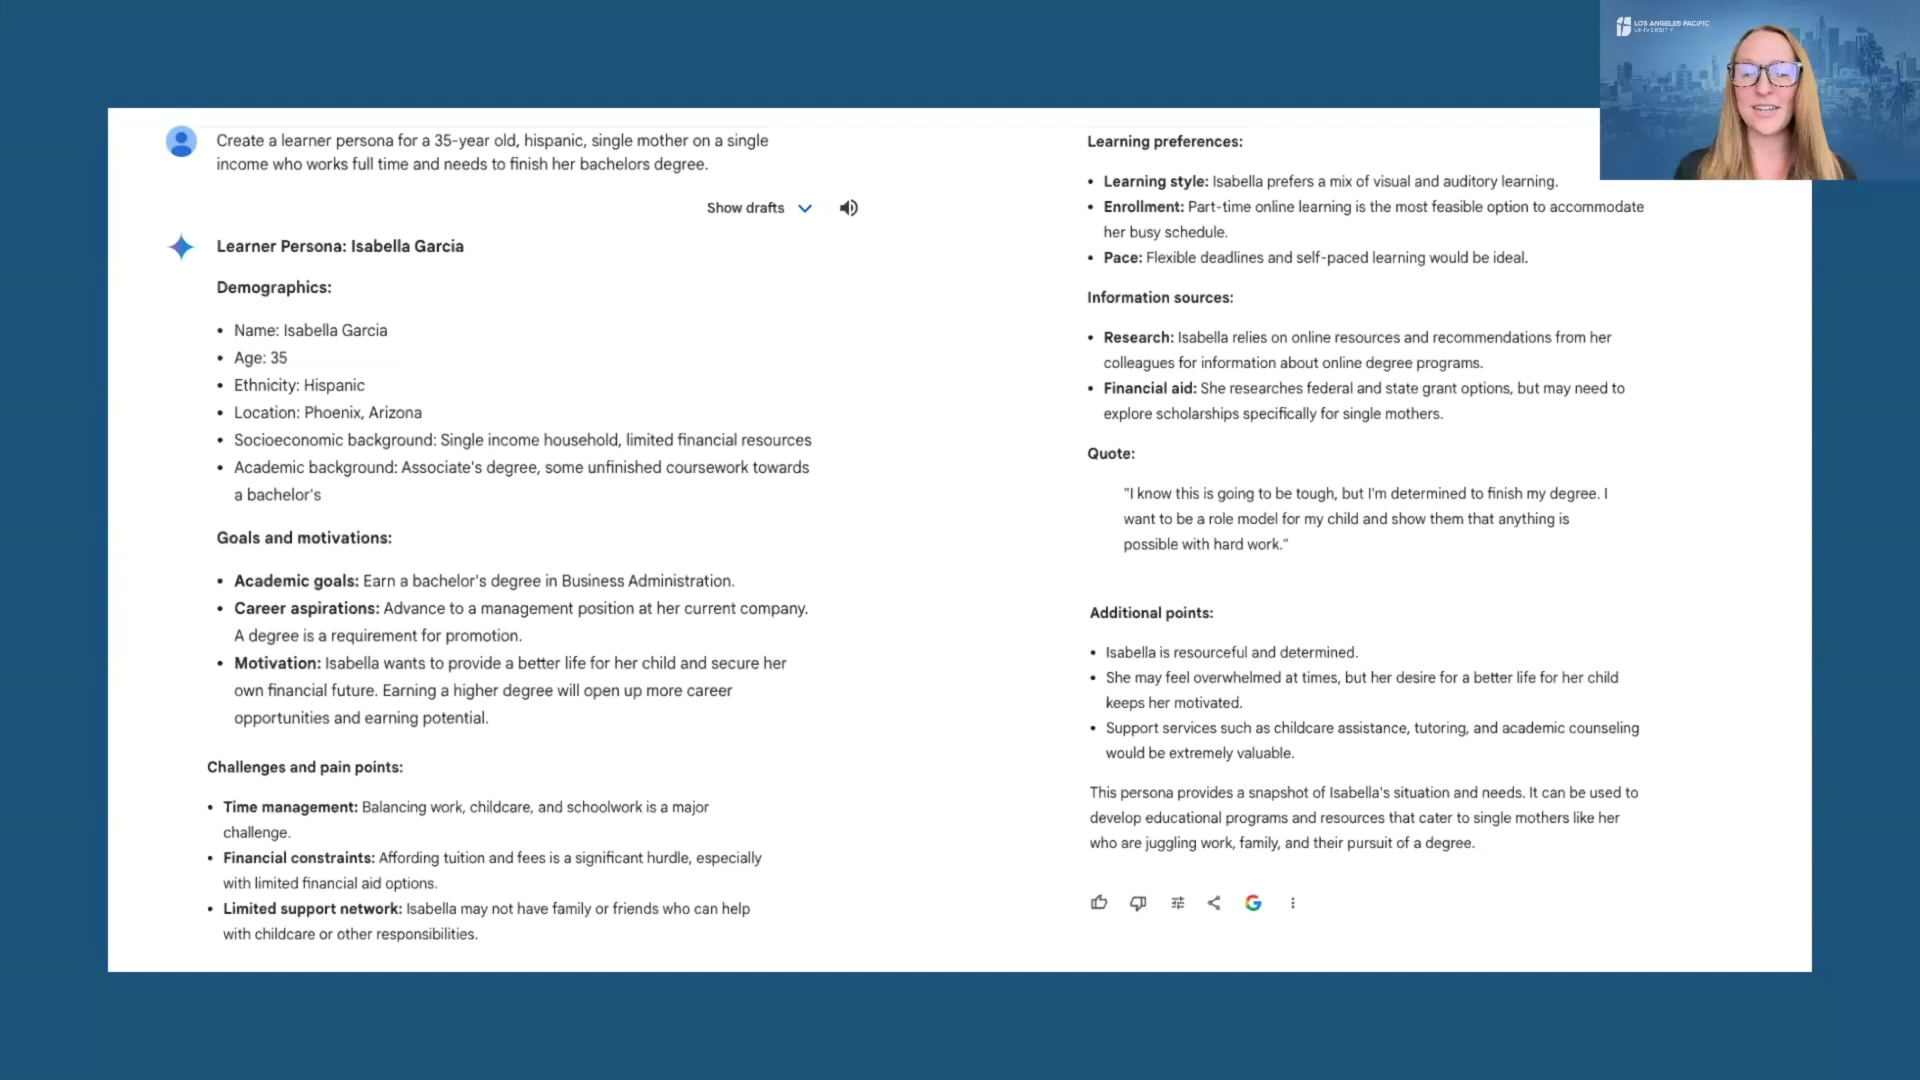 LOS ANGELES PACIFIC
UNIVERSITY
Create a learner persona for a 35-year old, hispanic, single mother on a single
income who works full time and needs to finish her bachelors degree.
Show drafts
Learner Persona: Isabella Garcia
Demographics:
• Name: Isabella Garcia
• Age: 35
• Ethnicity: Hispanic
• Location: Phoenix, Arizona
• Socioeconomic background: Single income household, limited financial resources
• Academic background: Associate's degree, some unfinished coursework towards
a bachelor's
Goals and motivations:
• Academic goals: Earn a bachelor's degree in Business Administration.
• Career aspirations: Advance to a management position at her current company.
A degree is a requirement for promotion.
• Motivation: Isabella wants to provide a better life for her child and secure her
own financial future. Earning a higher degree will open up more career
opportunities and earning potential.
Challenges and pain points:
• Time management: Balancing work, childcare, and schoolwork is a major
challenge.
• Financial constraints: Affording tuition and fees is a significant hurdle, especially
with limited financial aid options.
• Limited support network: Isabella may not have family or friends who can help
with childcare or other responsibilities.
Learning preferences:
• Learning style: Isabella prefers a mix of visual and auditory learning.
• Enrollment: Part-time online learning is the most feasible option to accommodate
her busy schedule.
• Pace: Flexible deadlines and self-paced learning would be ideal.
Information sources:
• Research: Isabella relies on online resources and recommendations from her
colleagues for information about online degree programs.
• Financial aid: She researches federal and state grant options, but may need to
explore scholarships specifically for single mothers.
Quote:
"I know this is going to be tough, but I'm determined to finish my degree. I
want to be a role model for my child and show them that anything is
possible with hard work."
Additional points:
• Isabella is resourceful and determined.
• She may feel overwhelmed at times, but her desire for a better life for her child
keeps her motivated.
• Support services such as childcare assistance, tutoring, and academic counseling
would be extremely valuable.
This persona provides a snapshot of Isabella's situation and needs. It can be used to
develop educational programs and resources that cater to single mothers like her
who are juggling work, family, and their pursuit of a degree.